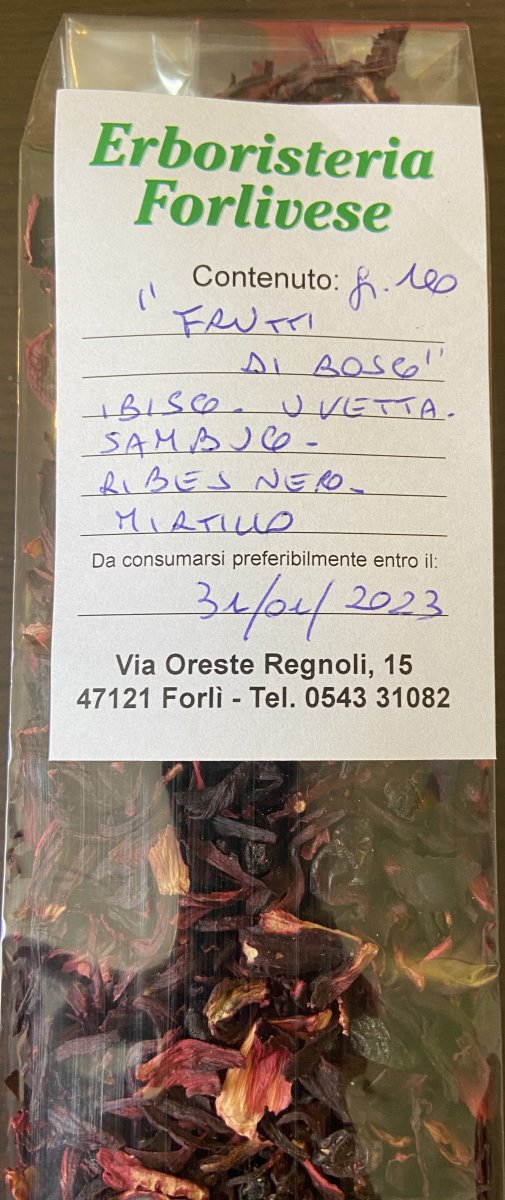 Erboristeria
Forlivese
Contenuto: gr. 100
"FRUTTI
DI BOSCO"
IBISCO - UVETTA -
SAMBUCO -
RIBES NERO -
MIRTILLO
Da consumarsi preferibilmente entro il:
31/01/2023
Via Oreste Regnoli, 15
47121 Forlì - Tel. 0543 31082